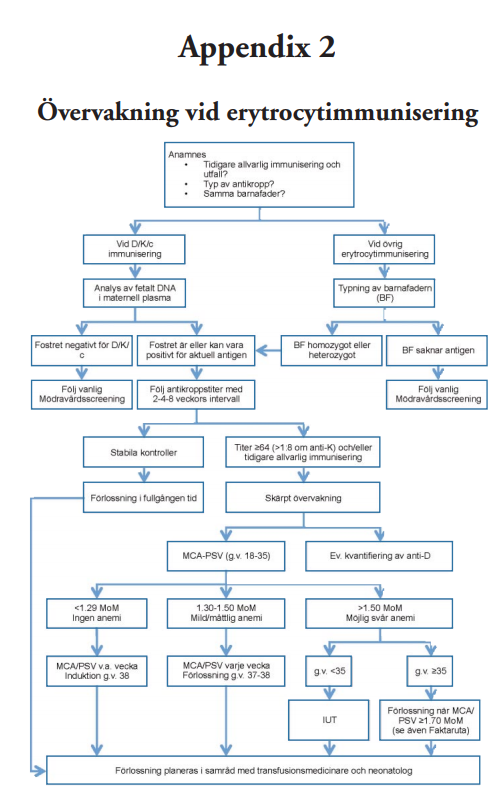 Appendix 2
Övervakning vid erytrocytimmunisering
Anamnes
• Tidigare allvarlig immunisering och
utfall?
• Typ av antikropp?
• Samma barnafader?
Vid D/K/c
immunisering
Vid övrig
erytrocytimmunisering
Analys av fetalt DNA
i maternell plasma
Typning av barnafadern
(BF)
Fostret negativt för D/K/
c
Fostret är eller kan vara
positivt för aktuell antigen
BF homozygot eller
heterozygot
BF saknar antigen
Följ vanlig
Mödravårdsscreening
Följ antikroppstiter med
2-4-8 veckors intervall
Följ vanlig
Mödravårdsscreening
Stabila kontroller
Titer ≥64 (>1:8 om anti-K) och/eller
tidigare allvarlig immunisering
Förlossning i fullgången tid
Skärpt övervakning
MCA-PSV (g.v. 18-35)
Ev. kvantifiering av anti-D
<1.29 MoM
Ingen anemi
1.30-1.50 MoM
Mild/måttlig anemi
>1.50 MoM
Möjlig svår anemi
MCA/PSV v.a. vecka
Induktion g.v. 38
MCA/PSV varje vecka
Förlossning g.v. 37-38
g.v. <35
g.v. ≥35
IUT
Förlossning när MCA/
PSV ≥1.70 MoM
(se även Faktaruta)
Förlossning planeras i samråd med transfusionsmedicinare och neonatolog